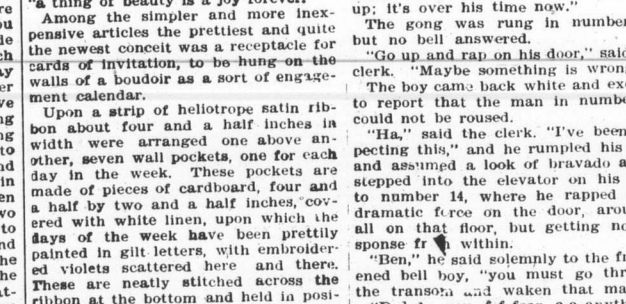 "a thing of beauty is a joy forever."
Among the simpler and more inex-
pensive articles the prettiest and quite
the newest conceit was a receptacle for
cards of invitation, to be hung on the
walls of a boudoir as a sort of engage-
ment calendar.
Upon a strip of heliotrope satin rib-
bon about four and a half inches in
width were arranged one above an-
other, seven wall pockets, one for each
day in the week. These pockets are
made of pieces of cardboard, four and
a half by two and a half inches, cov-
ered with white linen, upon which the
days of the week have been prettily
painted in gilt letters, with embroider-
ed violets scattered here and there.
These are neatly stitched across the
ribbon at the bottom and held in posi-
up; it's over his time now."
The gong was rung in number
but no bell answered.
"Go up and rap on his door," said
clerk. "Maybe something is wron
The boy came back white and ex
to report that the man in numbe
could not be roused.
"Ha," said the clerk. "I've been
pecting this," and he rumpled his
and assumed a look of bravado a
stepped into the elevator on his
to number 14, where he rapped
dramatic force on the door, arou
all on that floor, but getting no
sponse fr m within.
"Ben," he said solemnly to the fr
ened bell boy, "you must go thr
the transom and waken that ma